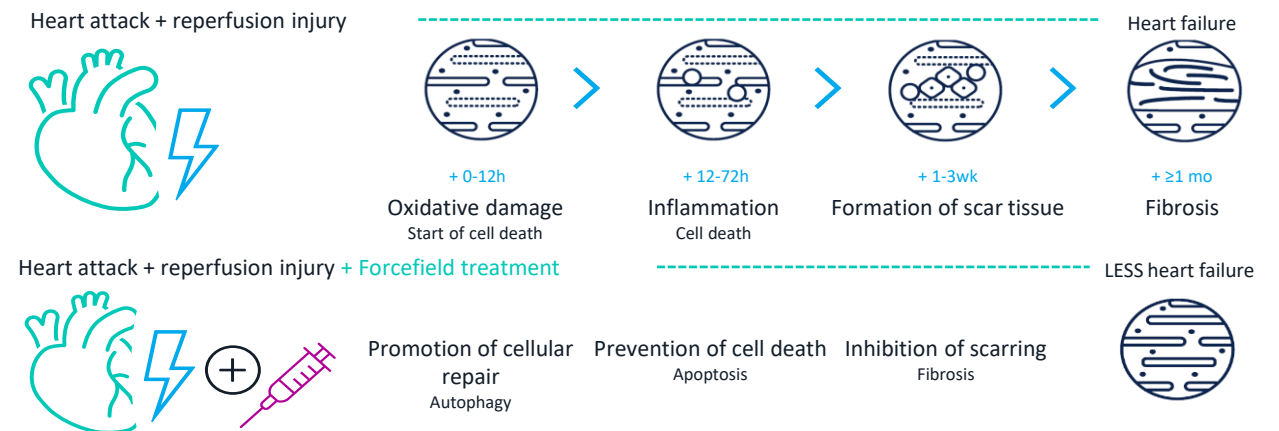 Heart attack + reperfusion injury
Heart failure
+ 0-12h
+ 12-72h
+ 1-3wk
+ ≥1 mo
Oxidative damage
Start of cell death
Inflammation
Cell death
Formation of scar tissue
Fibrosis
Heart attack + reperfusion injury + Forcefield treatment
LESS heart failure
Promotion of cellular
repair
Autophagy
Prevention of cell death
Apoptosis
Inhibition of scarring
Fibrosis